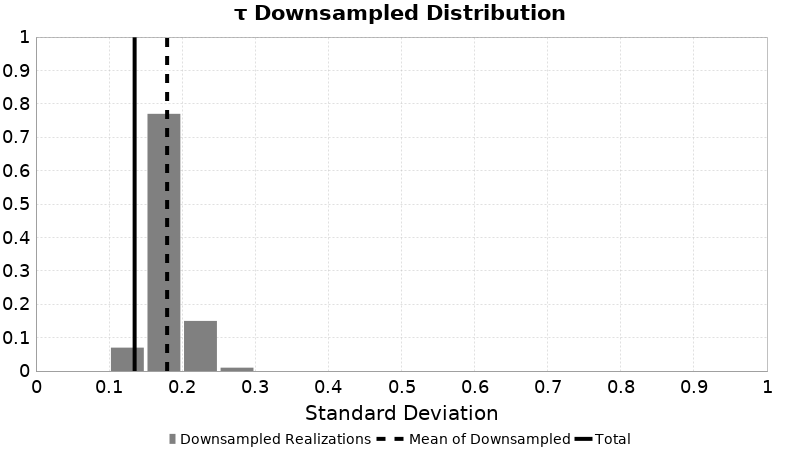 τ Downsampled Distribution
1
0.9
0.8
0.7
0.6
0.5
0.4
0.3
0.2
0.1
0
0 0.1 0.2 0.3 0.4 0.5 0.6 0.7 0.8 0.9 1
Standard Deviation
Downsampled Realizations Mean of Downsampled Total